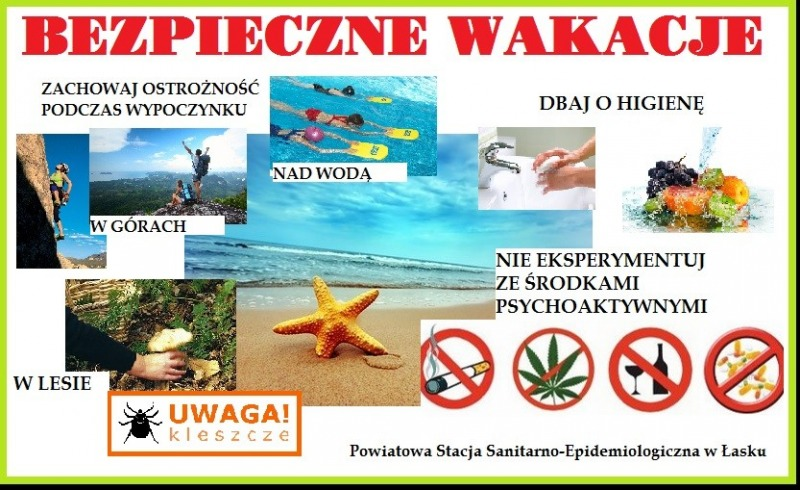 BEZPIECZNE WAKACJE
ZACHOWAJ OSTROŻNOŚĆ
PODCZAS WYPOCZYNKU
NAD WODĄ
W GÓRACH
W LESIE
UWAGA!
kleszcze
DBAJ O HIGIENĘ
NIE EKSPERYMENTUJ
ZE ŚRODKAMI
PSYCHOAKTYWNYMI
Powiatowa Stacja Sanitarno-Epidemiologiczna w Łasku